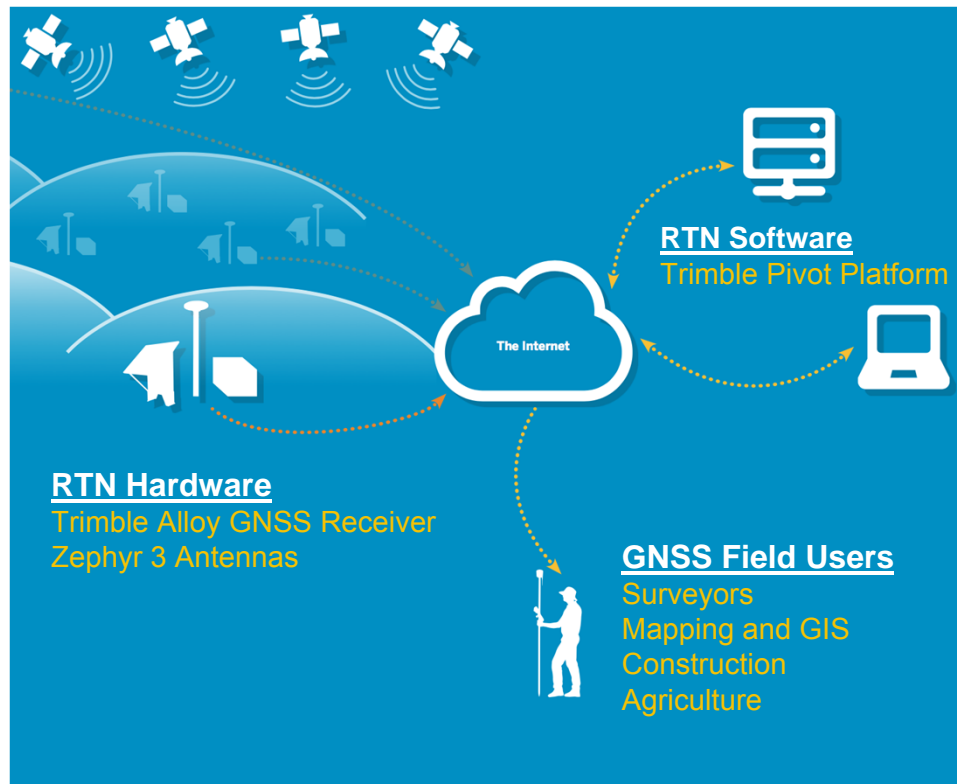 RTN Software
Trimble Pivot Platform
The Internet
RTN Hardware
Trimble Alloy GNSS Receiver
Zephyr 3 Antennas
GNSS Field Users
Surveyors
Mapping and GIS
Construction
Agriculture